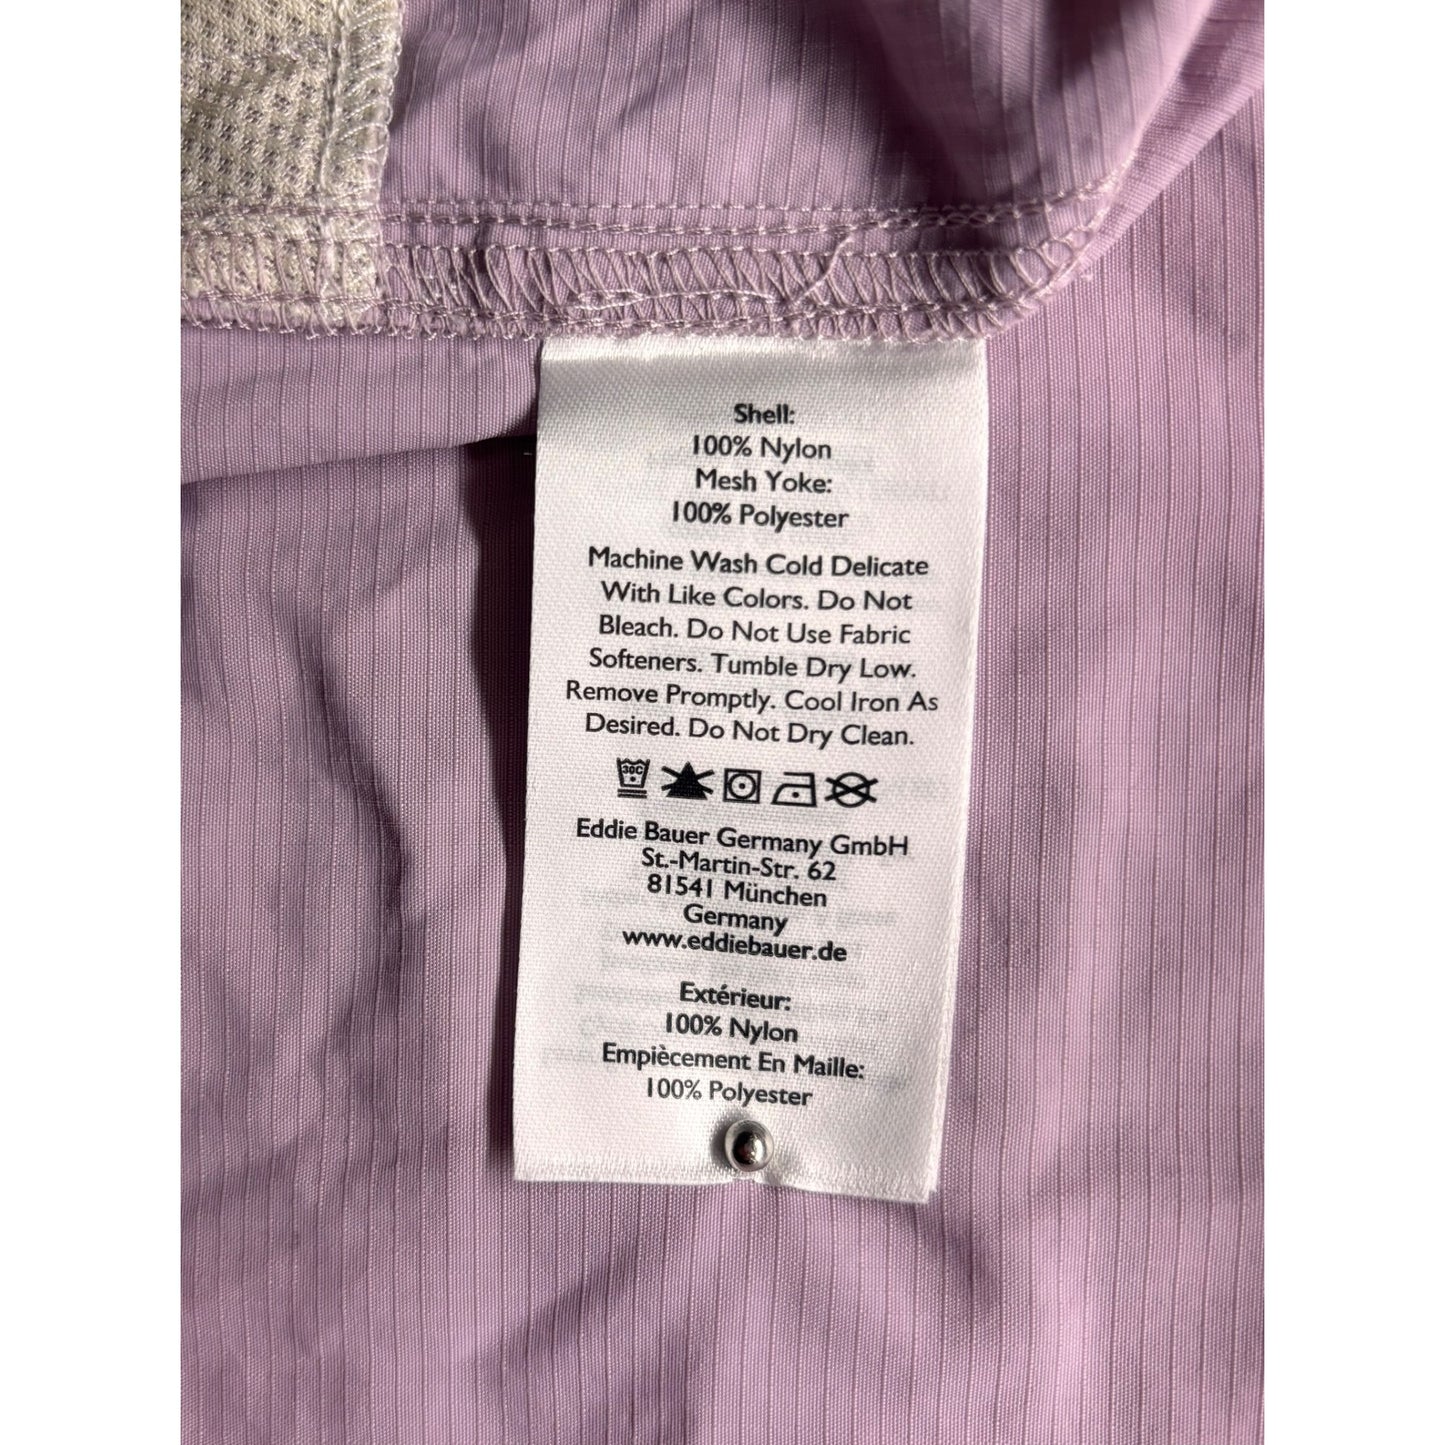 Shell:
100% Nylon
Mesh Yoke:
100% Polyester
Machine Wash Cold Delicate
With Like Colors. Do Not
Bleach. Do Not Use Fabric
Softeners. Tumble Dry Low.
Remove Promptly. Cool Iron As
Desired. Do Not Dry Clean.
30C
Eddie Bauer Germany GmbH
St.-Martin-Str. 62
81541 München
Germany
www.eddiebauer.de
Extérieur:
100% Nylon
Empiècement En Maille:
100% Polyester